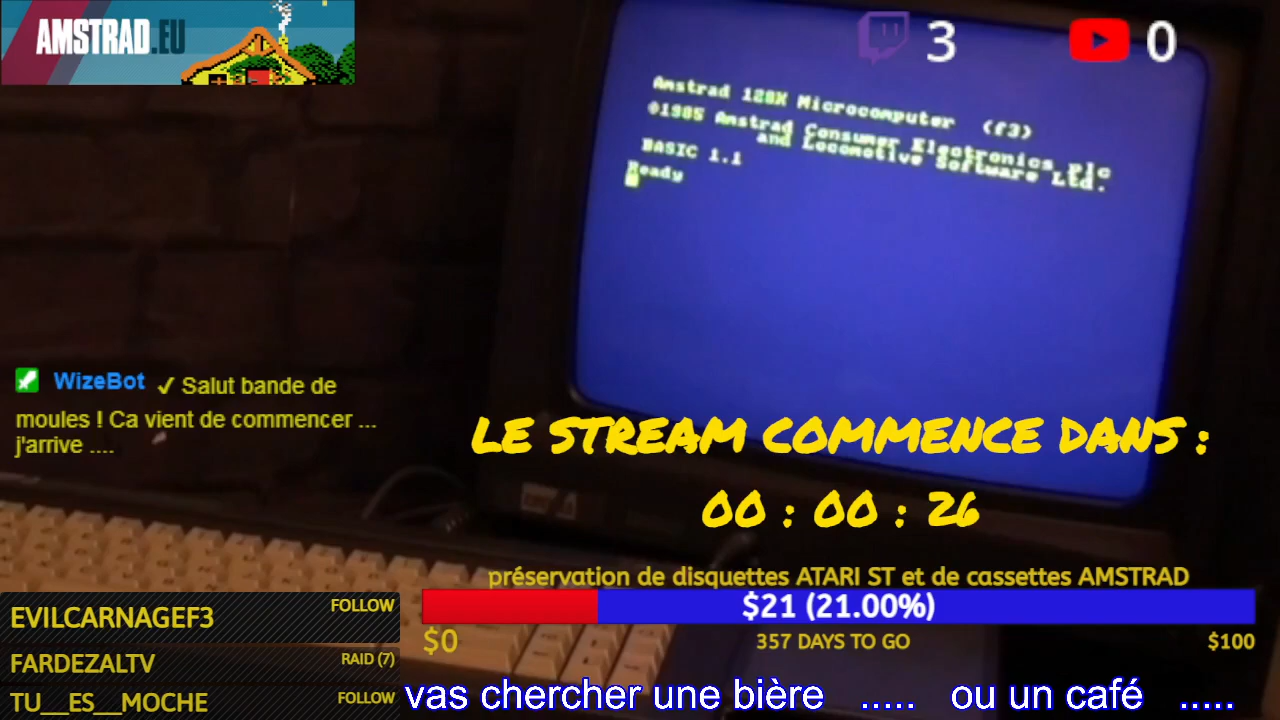 AMSTRAD.EU
3
0
Amstrad 128K Microcomputer (f3)
©1985 Amstrad Consumer Electronics plc
and Locomotive Software Ltd.
BASIC 1.1
Ready
WizeBot ✓ Salut bande de
moules ! Ca vient de commencer ...
j'arrive ....
LE STREAM COMMENCE DANS :
00 : 00 : 26
préservation de disquettes ATARI ST et de cassettes AMSTRAD
$21 (21.00%)
$0 357 DAYS TO GO $100
EVILCARNAGEF3 FOLLOW
FARDEZALTV RAID (7)
TU__ES__MOCHE FOLLOW
vas chercher une bière ..... ou un café .....